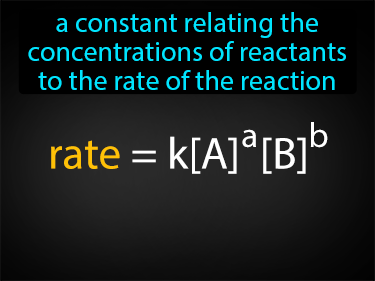 a constant relating the
concentrations of reactants
to the rate of the reaction
rate = k[A]ᵃ[B]ᵇ